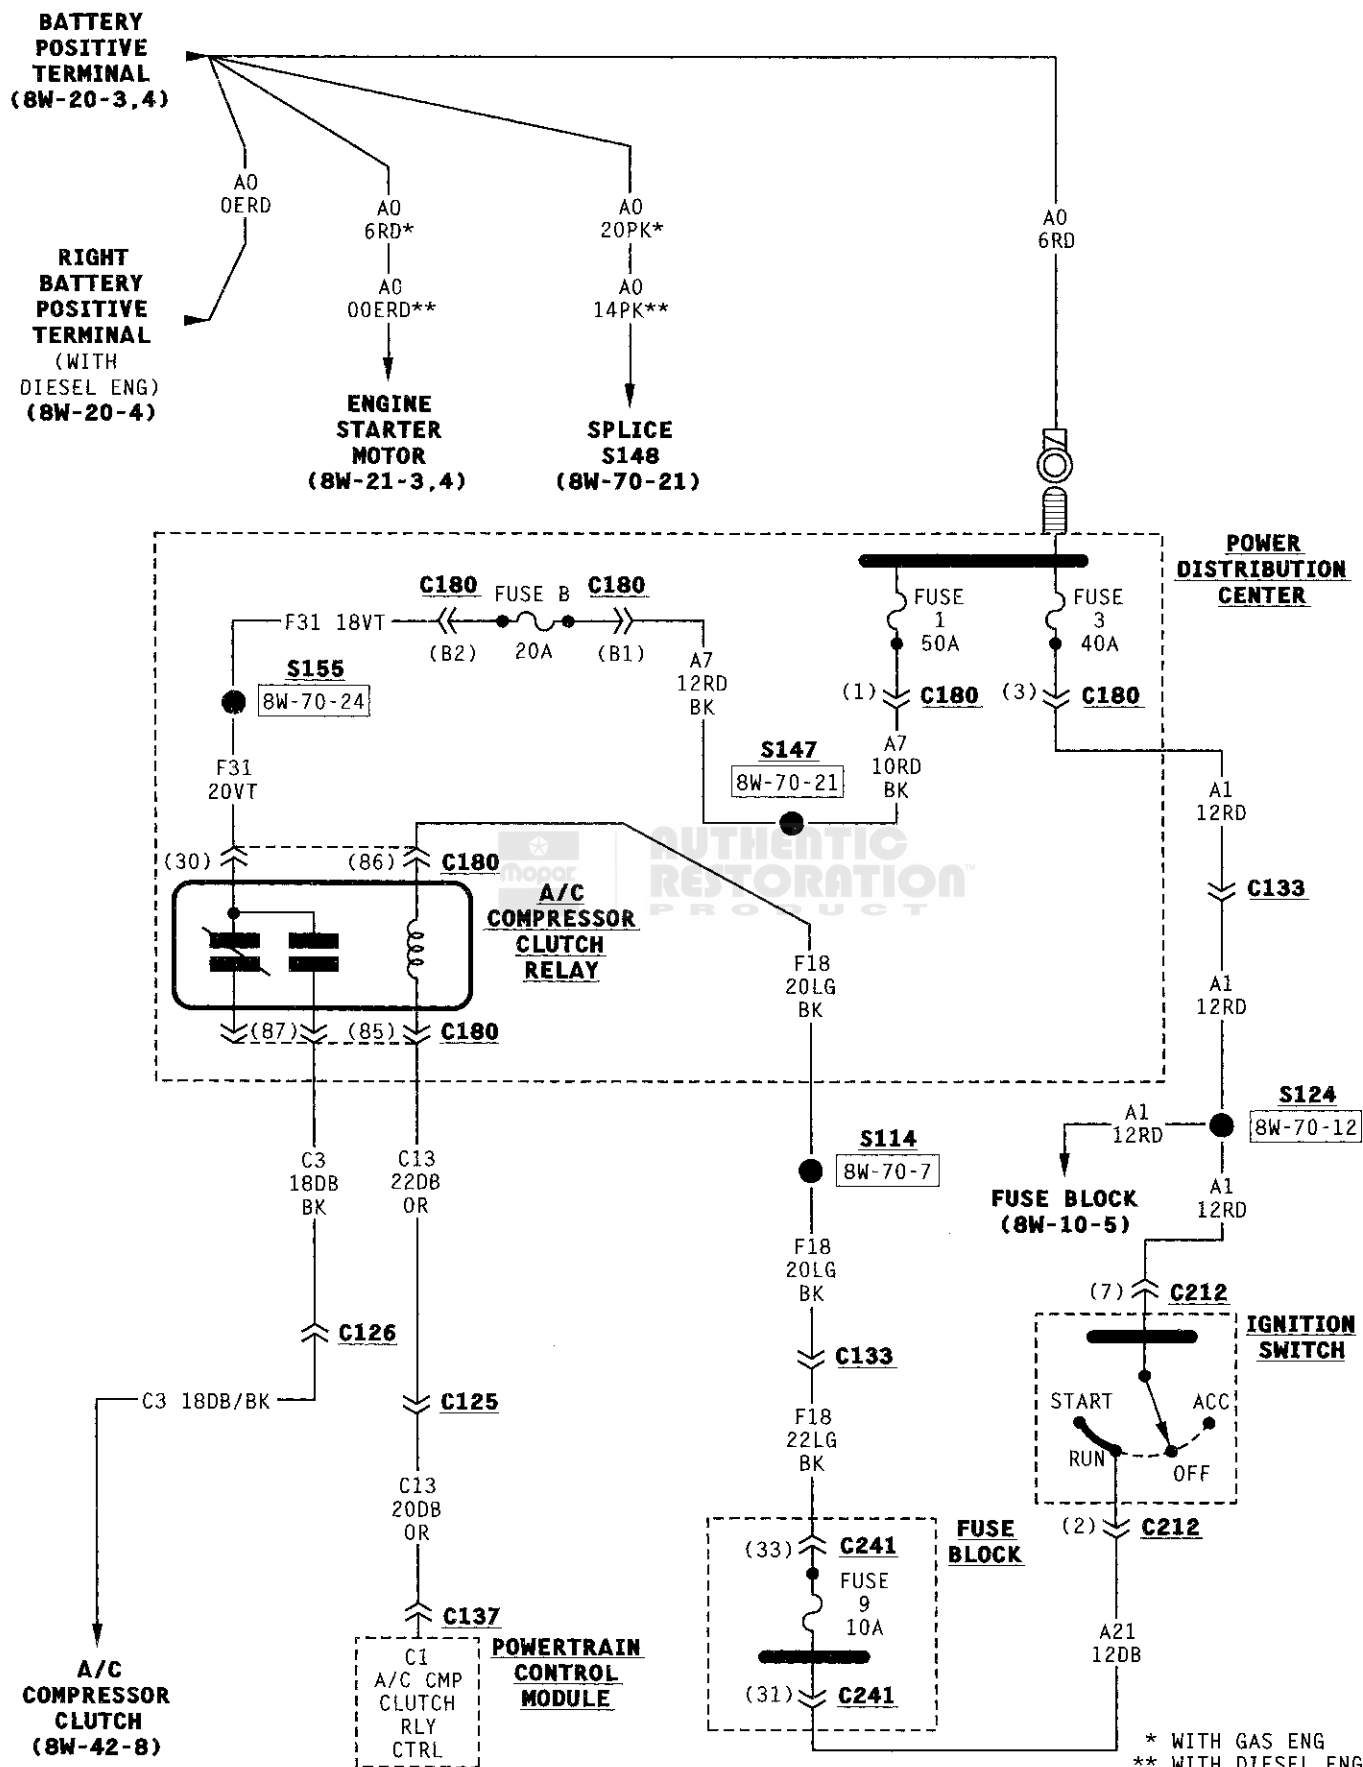 BATTERY
POSITIVE
TERMINAL
(8W-20-3,4)
A0
0ERD
A0
6RD*
A0
20PK*
A0
6RD
RIGHT
BATTERY
POSITIVE
TERMINAL
(WITH
DIESEL ENG)
(8W-20-4)
A0
00ERD**
A0
14PK**
ENGINE
STARTER
MOTOR
(8W-21-3,4)
SPLICE
S148
(8W-70-21)
POWER
DISTRIBUTION
CENTER
C180
FUSE B
C180
F31 18VT
(B2)
20A
(B1)
FUSE
1
50A
FUSE
3
40A
S155
8W-70-24
A7
12RD
BK
(1)
C180
(3)
C180
S147
8W-70-21
A7
10RD
BK
F31
20VT
A1
12RD
(30)
(86)
C180
Mopar
AUTHENTIC
RESTORATION™
PRODUCT
C133
A/C
COMPRESSOR
CLUTCH
RELAY
F18
20LG
BK
A1
12RD
(87)
(85)
C180
S124
8W-70-12
A1
12RD
S114
8W-70-7
C3
18DB
BK
C13
22DB
OR
FUSE BLOCK
(8W-10-5)
A1
12RD
F18
20LG
BK
(7)
C212
C126
C133
IGNITION
SWITCH
C3 18DB/BK
C125
START
ACC
RUN
OFF
F18
22LG
BK
C13
20DB
OR
(2)
C212
(33)
C241
FUSE
BLOCK
FUSE
9
10A
C137
A21
12DB
POWERTRAIN
CONTROL
MODULE
C1
A/C CMP
CLUTCH
RLY
CTRL
(31)
C241
A/C
COMPRESSOR
CLUTCH
(8W-42-8)
* WITH GAS ENG
** WITH DIESEL ENG